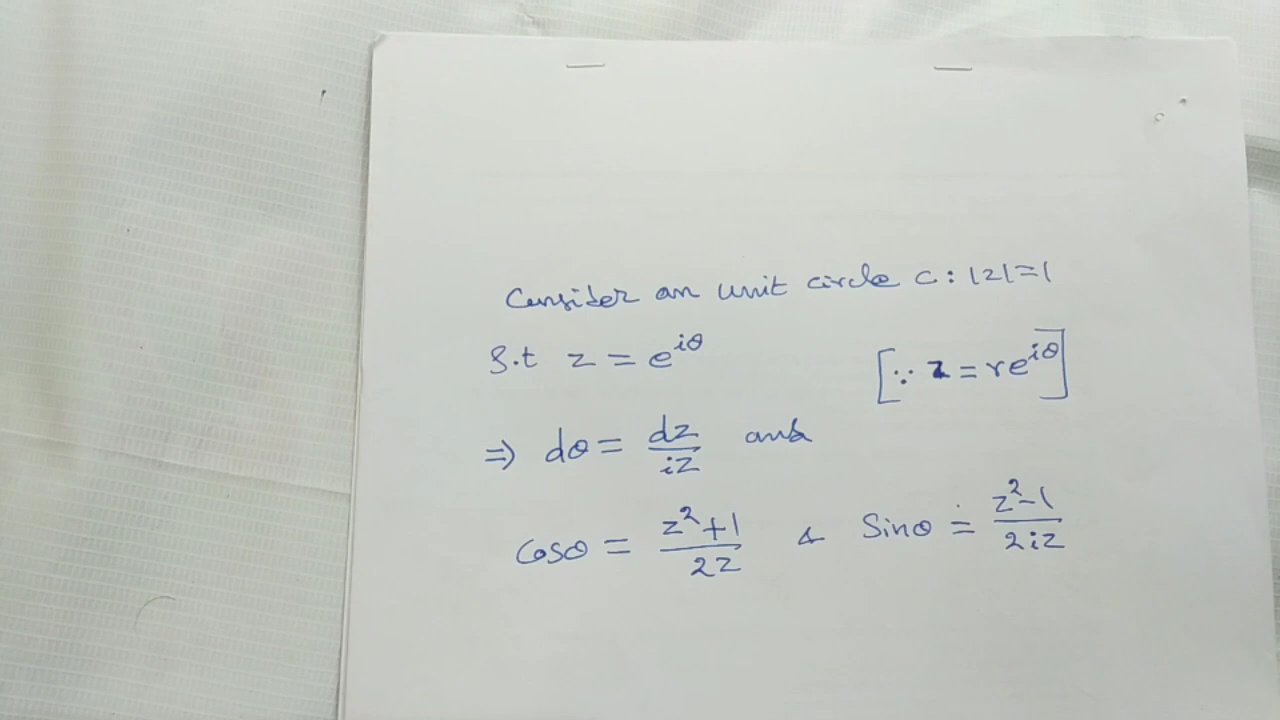 Consider an unit circle c : |z|=1
S.t z = e^{iθ} [∵ z = re^{iθ}]
⇒ dθ = dz/iz and
Cosθ = z²+1/2z & Sinθ = z²-1/2iz